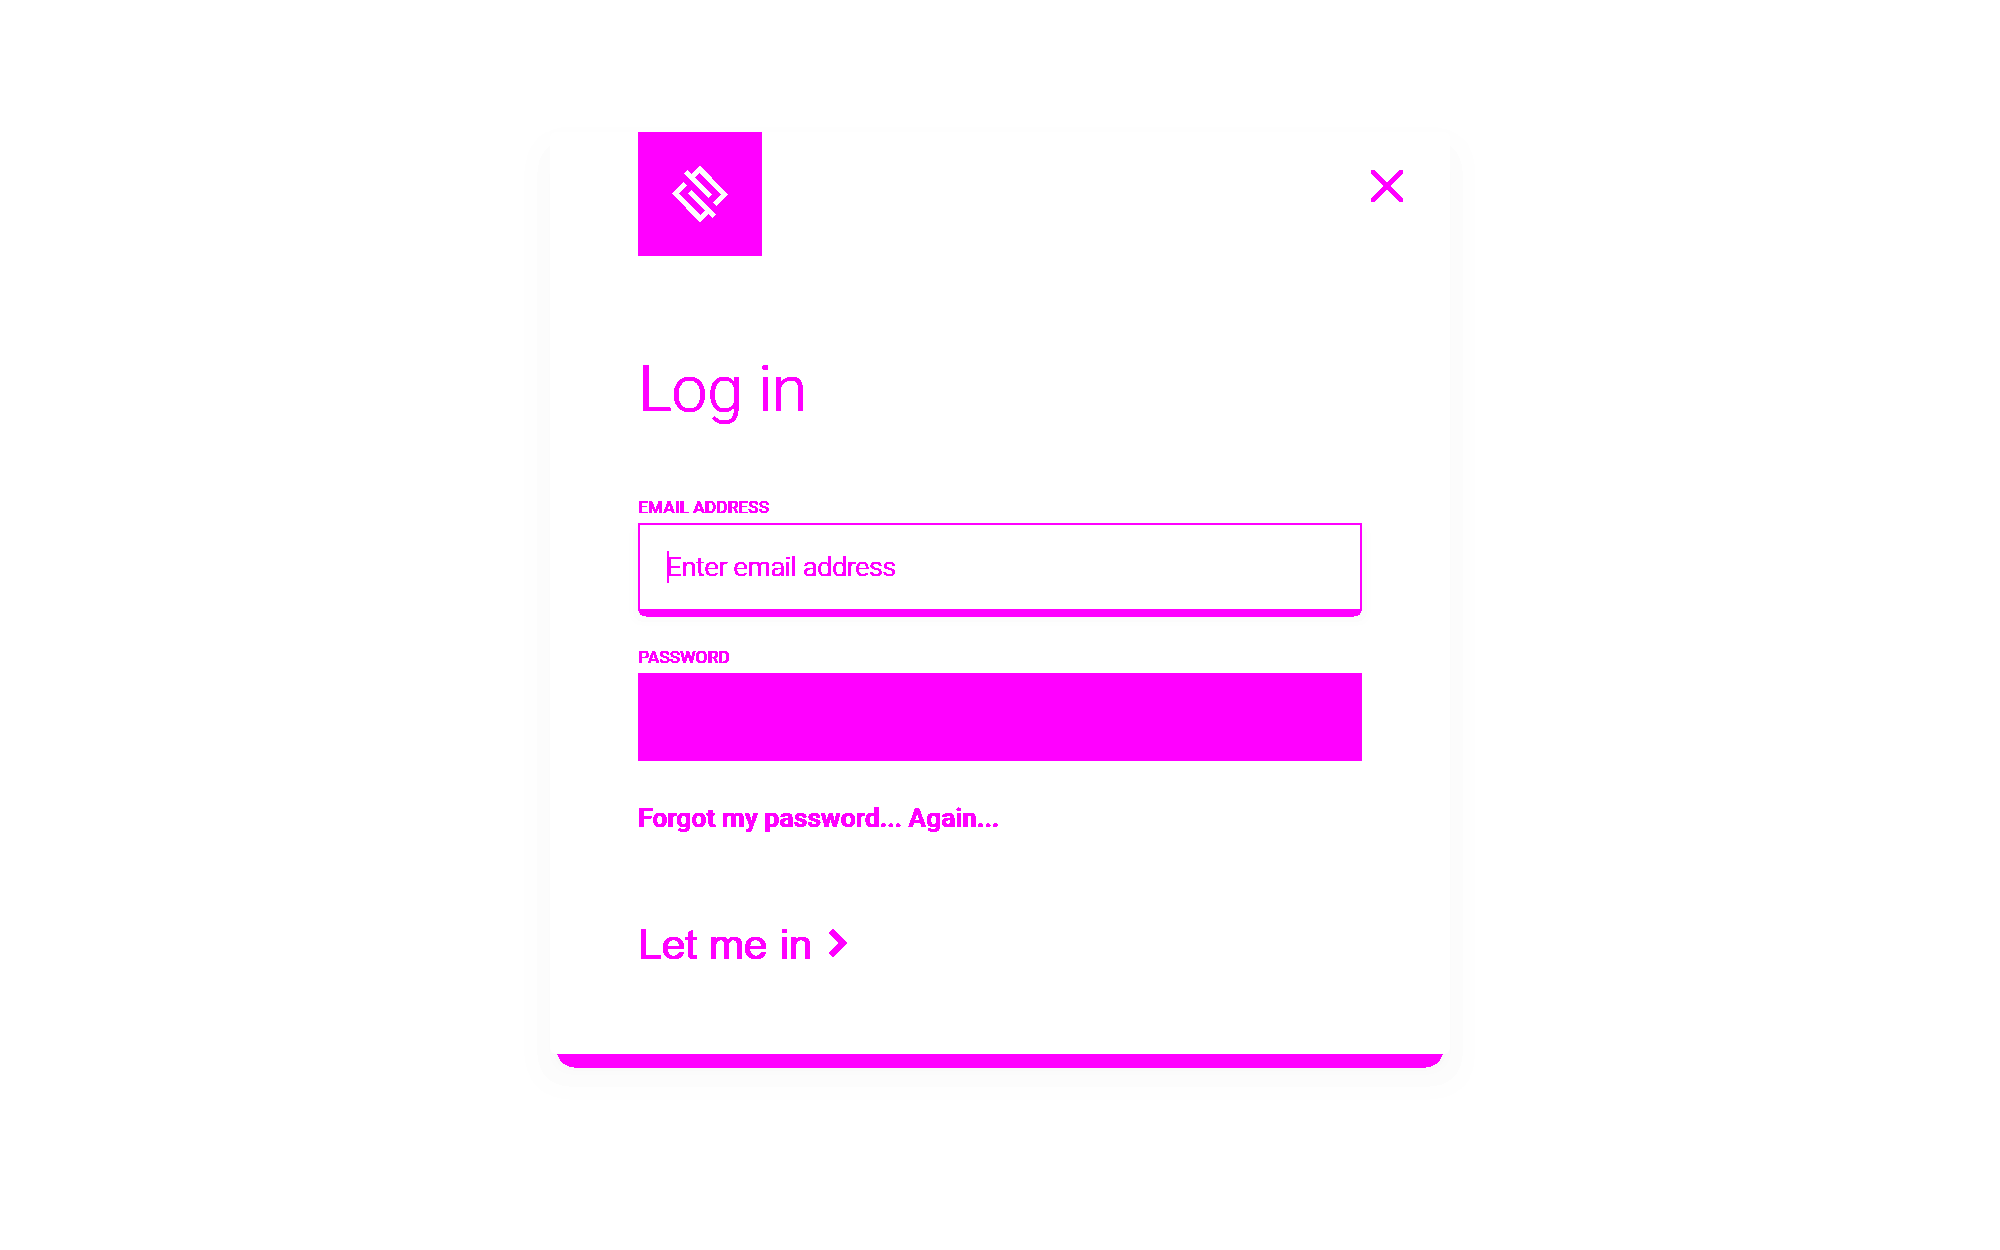 Log in
EMAIL ADDRESS
Enter email address
PASSWORD
Forgot my password... Again...
Let me in